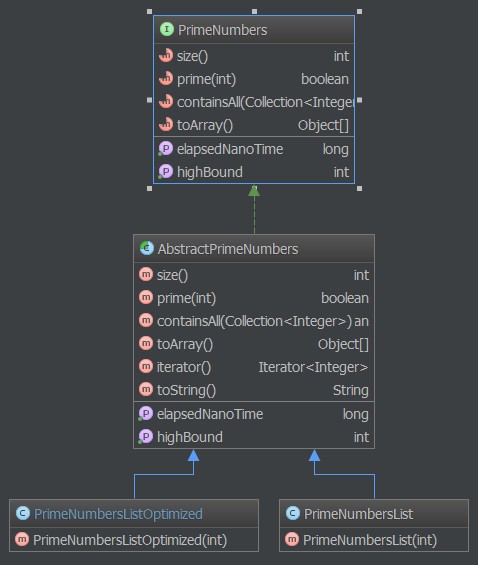 PrimeNumbers
size() int
prime(int) boolean
containsAll(Collection<Integer
toArray() Object[]
elapsedNanoTime long
highBound int
AbstractPrimeNumbers
size() int
prime(int) boolean
containsAll(Collection<Integer>) an
toArray() Object[]
iterator() Iterator<Integer>
toString() String
elapsedNanoTime long
highBound int
PrimeNumbersListOptimized
PrimeNumbersListOptimized(int)
PrimeNumbersList
PrimeNumbersList(int)